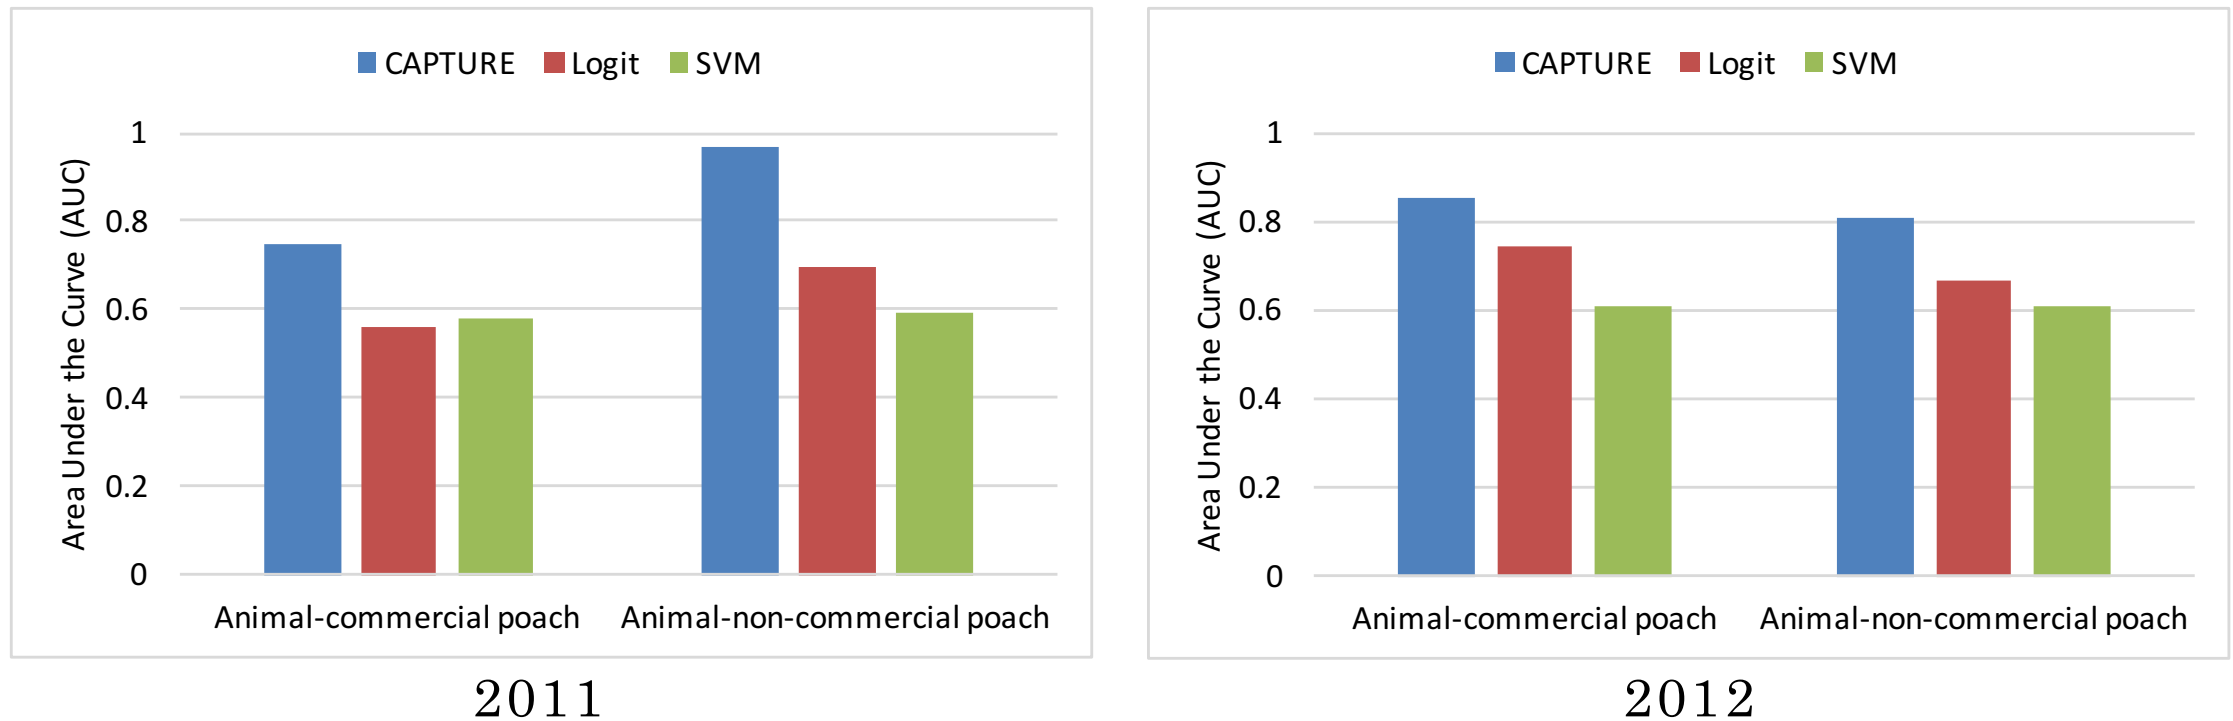 CAPTURE Logit SVM
Area Under the Curve (AUC)
1
0.8
0.6
0.4
0.2
0
Animal-commercial poach Animal-non-commercial poach
2011
CAPTURE Logit SVM
Area Under the Curve (AUC)
1
0.8
0.6
0.4
0.2
0
Animal-commercial poach Animal-non-commercial poach
2012